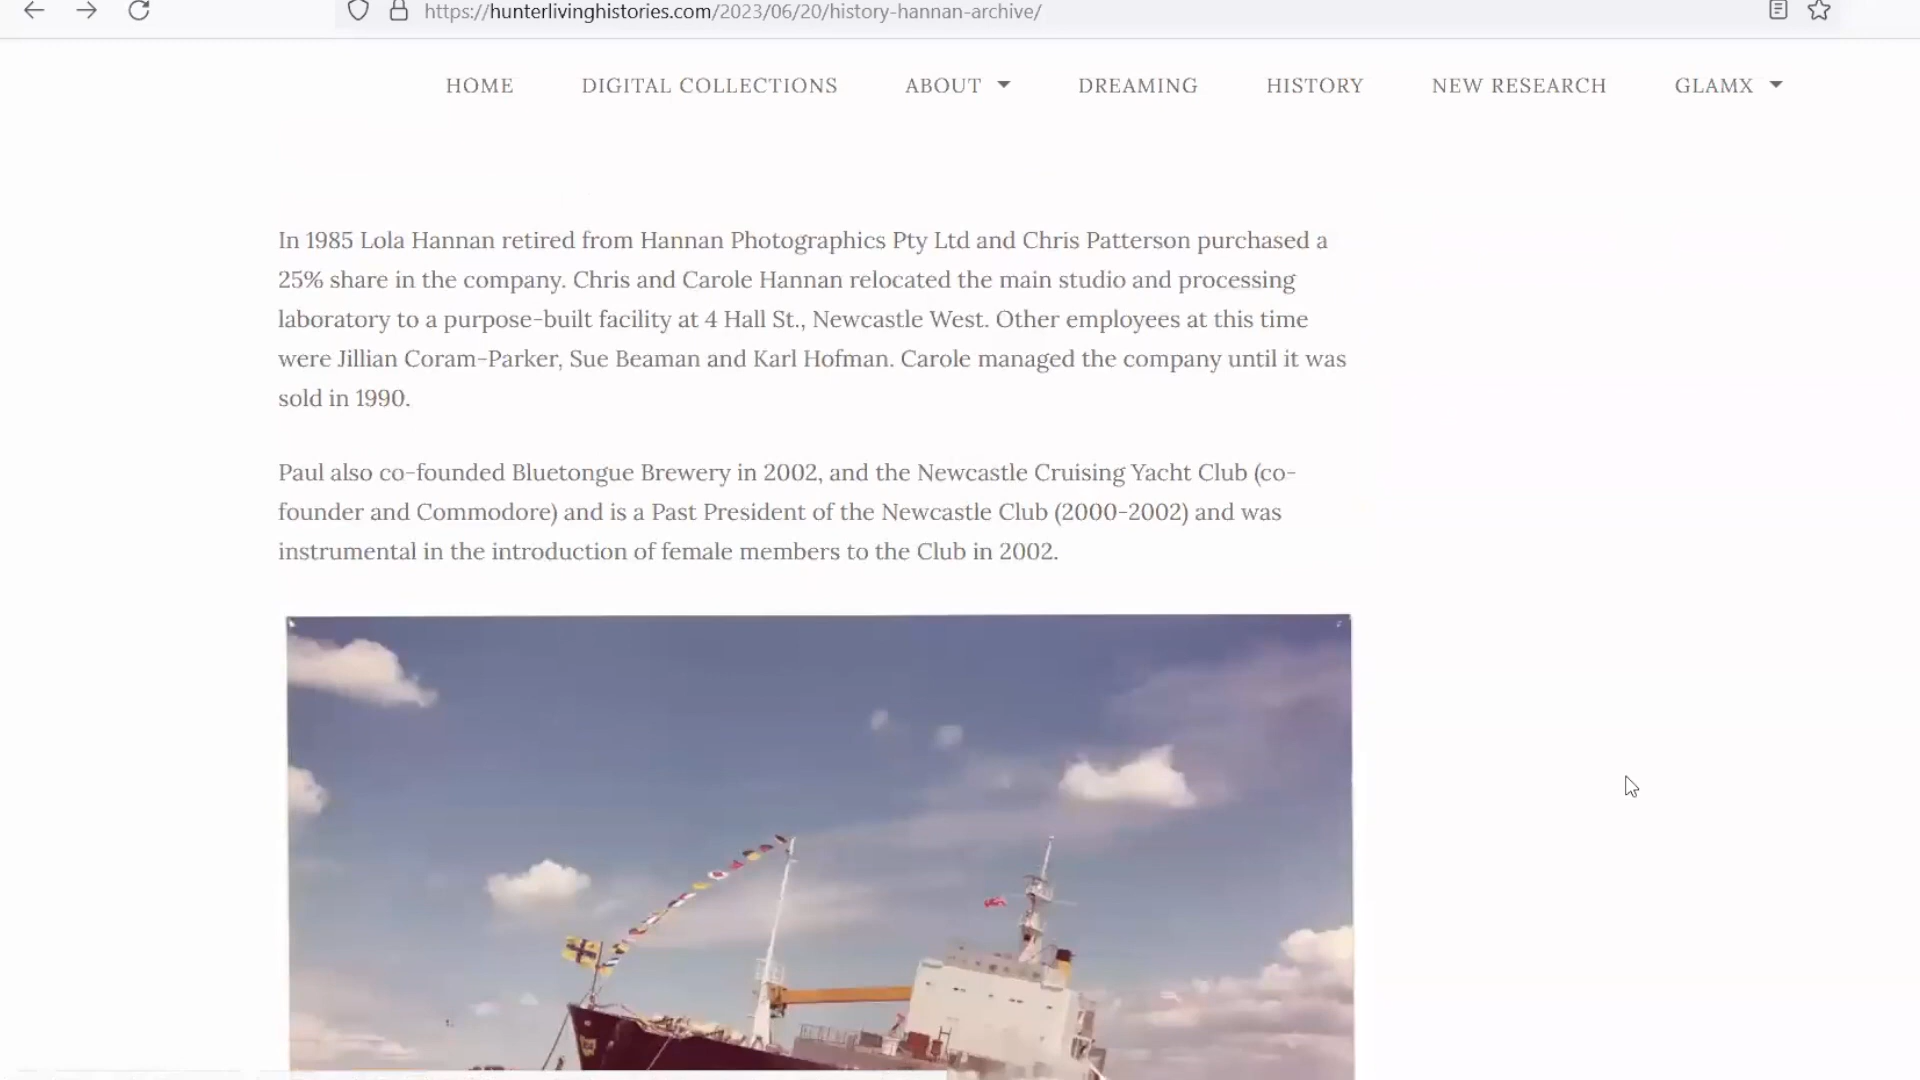 https://hunterlivinghistories.com/2023/06/20/history-hannan-archive/
HOME DIGITAL COLLECTIONS ABOUT DREAMING HISTORY NEW RESEARCH GLAMX
In 1985 Lola Hannan retired from Hannan Photographics Pty Ltd and Chris Patterson purchased a
25% share in the company. Chris and Carole Hannan relocated the main studio and processing
laboratory to a purpose-built facility at 4 Hall St., Newcastle West. Other employees at this time
were Jillian Coram-Parker, Sue Beaman and Karl Hofman. Carole managed the company until it was
sold in 1990.
Paul also co-founded Bluetongue Brewery in 2002, and the Newcastle Cruising Yacht Club (co-
founder and Commodore) and is a Past President of the Newcastle Club (2000-2002) and was
instrumental in the introduction of female members to the Club in 2002.